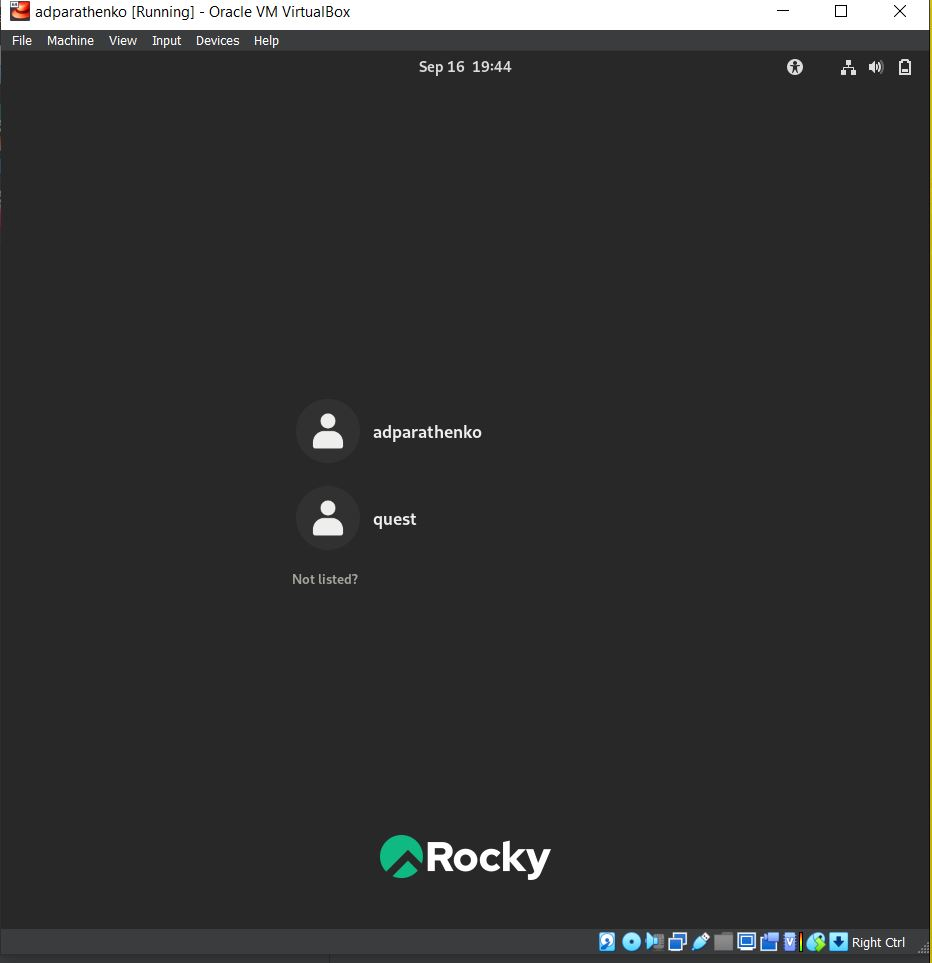 adparathenko [Running] - Oracle VM VirtualBox
File Machine View Input Devices Help
Sep 16 19:44
adparathenko
quest
Not listed?
Rocky
Right Ctrl